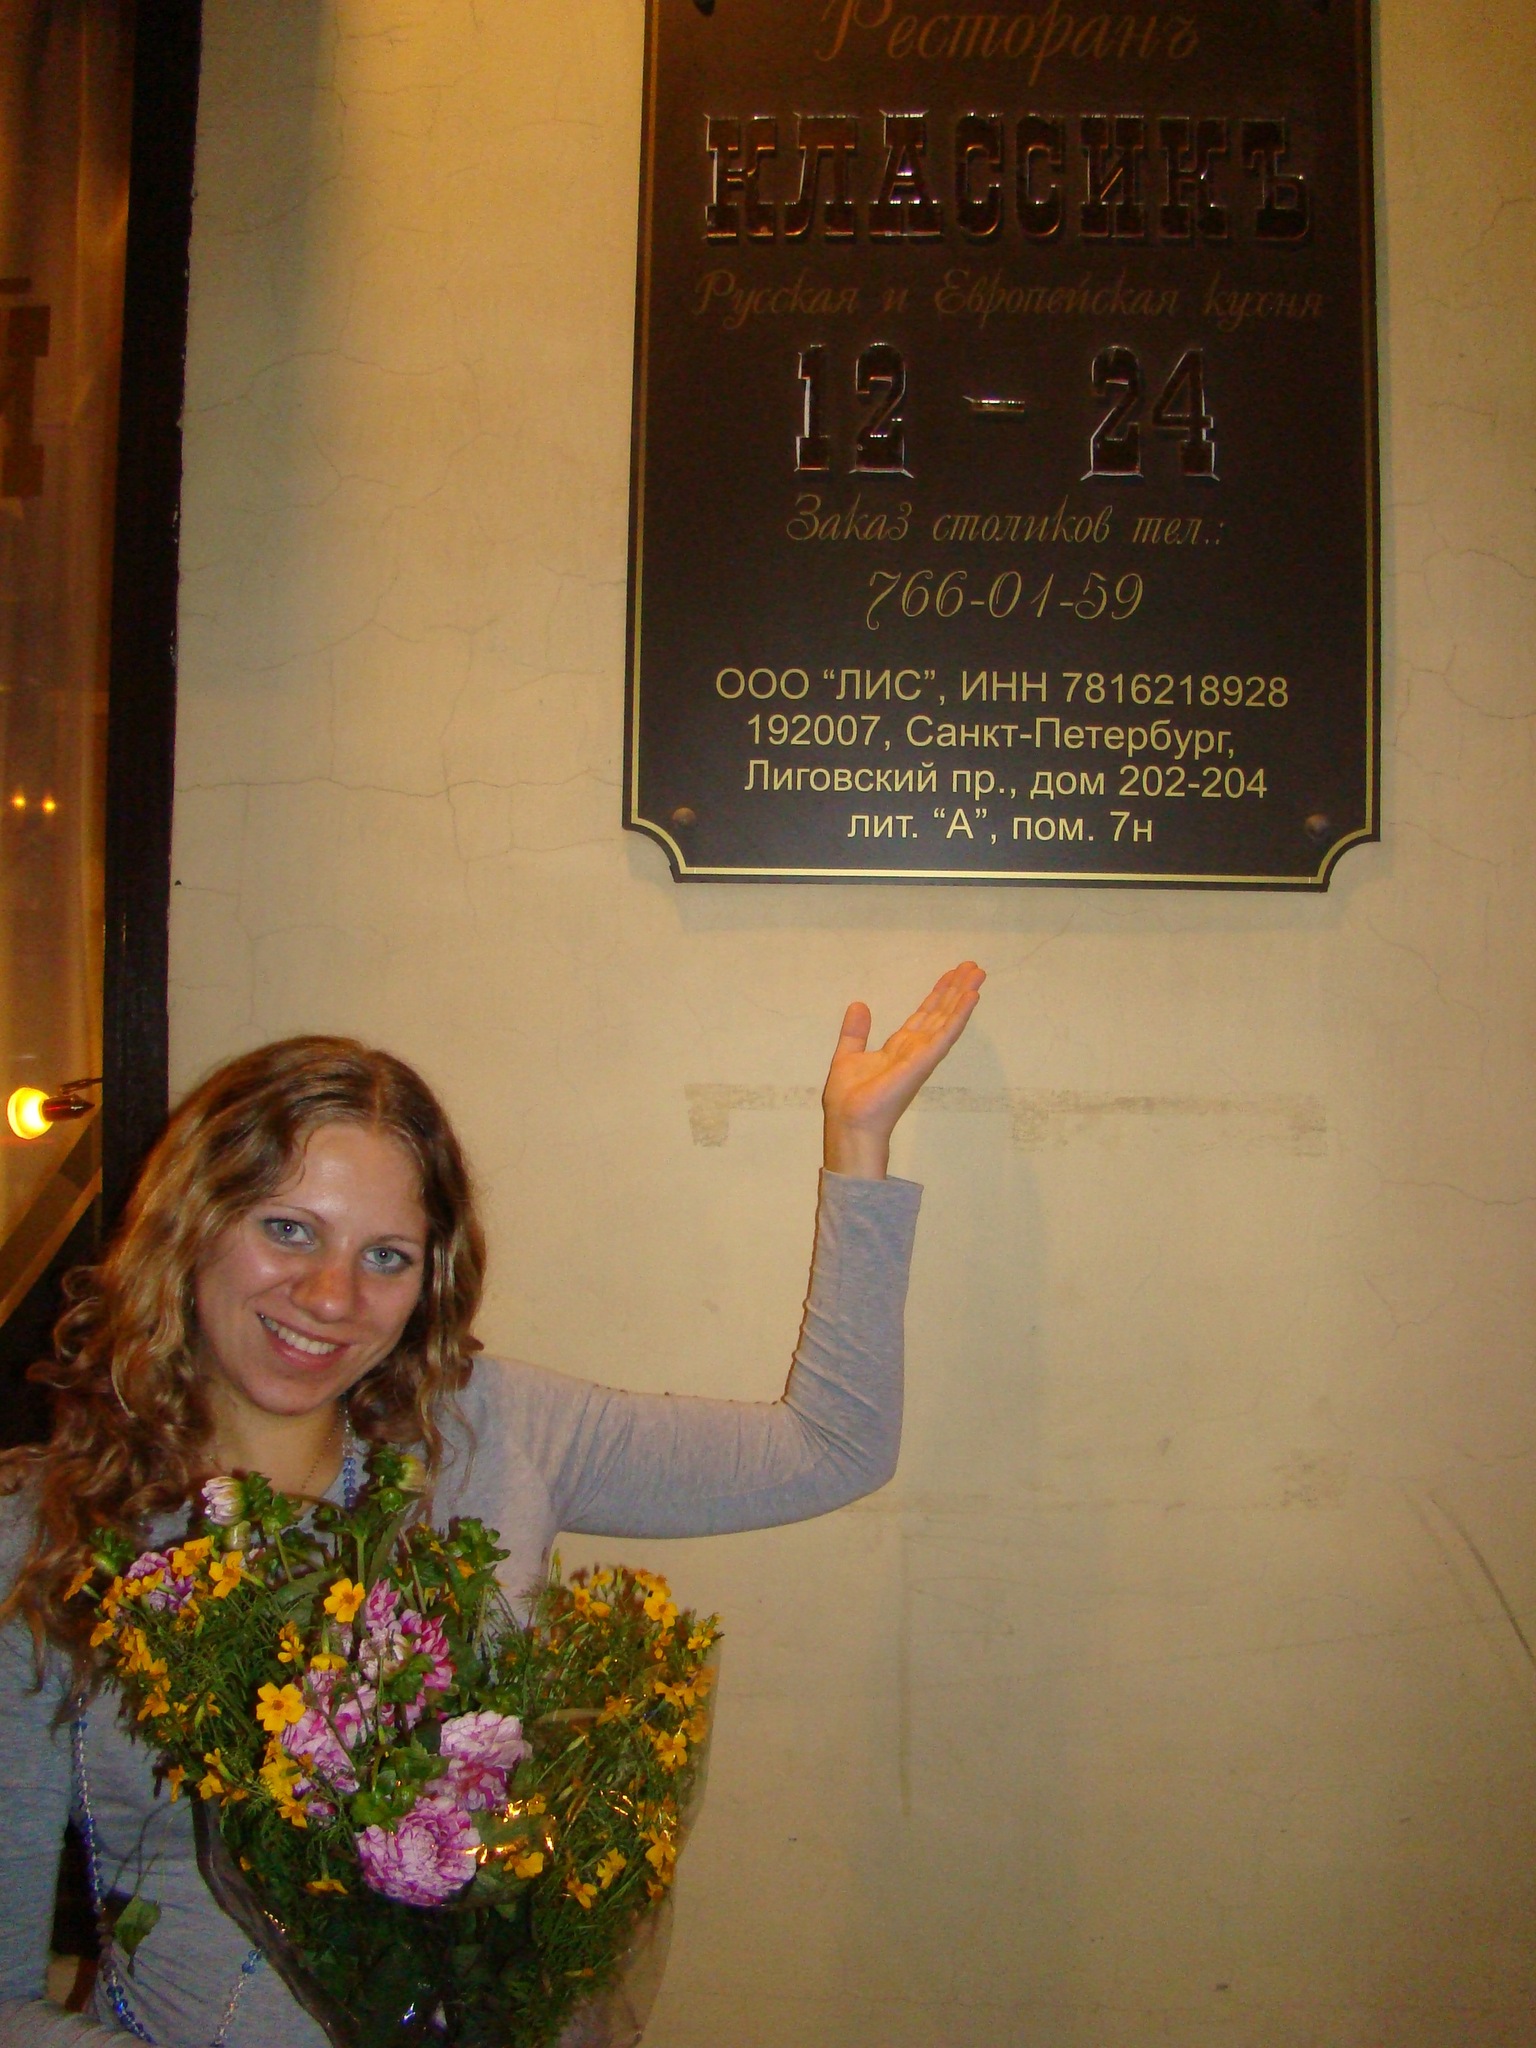 Ресторанъ
КЛАССИКЪ
Русская и Европейская кухня
12 - 24
Заказ столиков тел.:
766-01-59
ООО “ЛИС”, ИНН 7816218928
192007, Санкт-Петербург,
Лиговский пр., дом 202-204
лит. “А”, пом. 7н